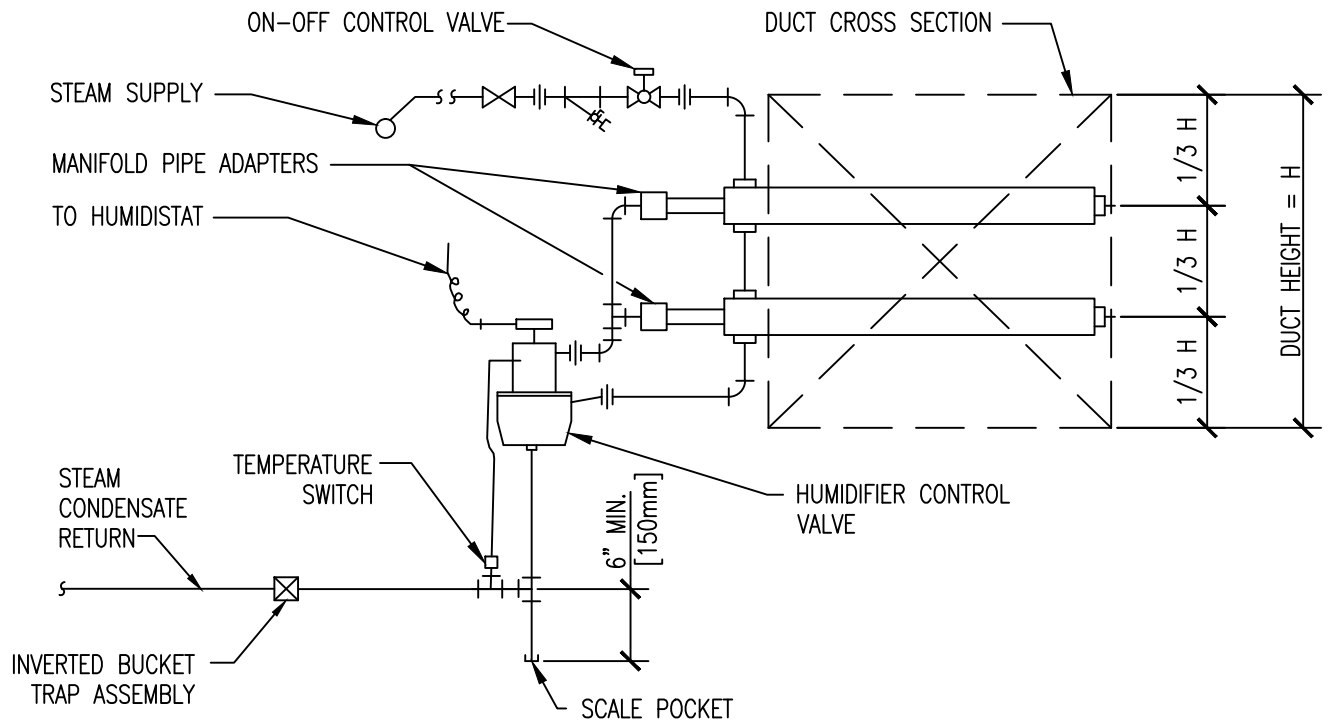 ON-OFF CONTROL VALVE
DUCT CROSS SECTION
STEAM SUPPLY
MANIFOLD PIPE ADAPTERS
TO HUMIDISTAT
1/3 H
1/3 H
1/3 H
DUCT HEIGHT = H
TEMPERATURE
SWITCH
STEAM
CONDENSATE
RETURN
6" MIN.
[150mm]
HUMIDIFIER CONTROL
VALVE
INVERTED BUCKET
TRAP ASSEMBLY
SCALE POCKET